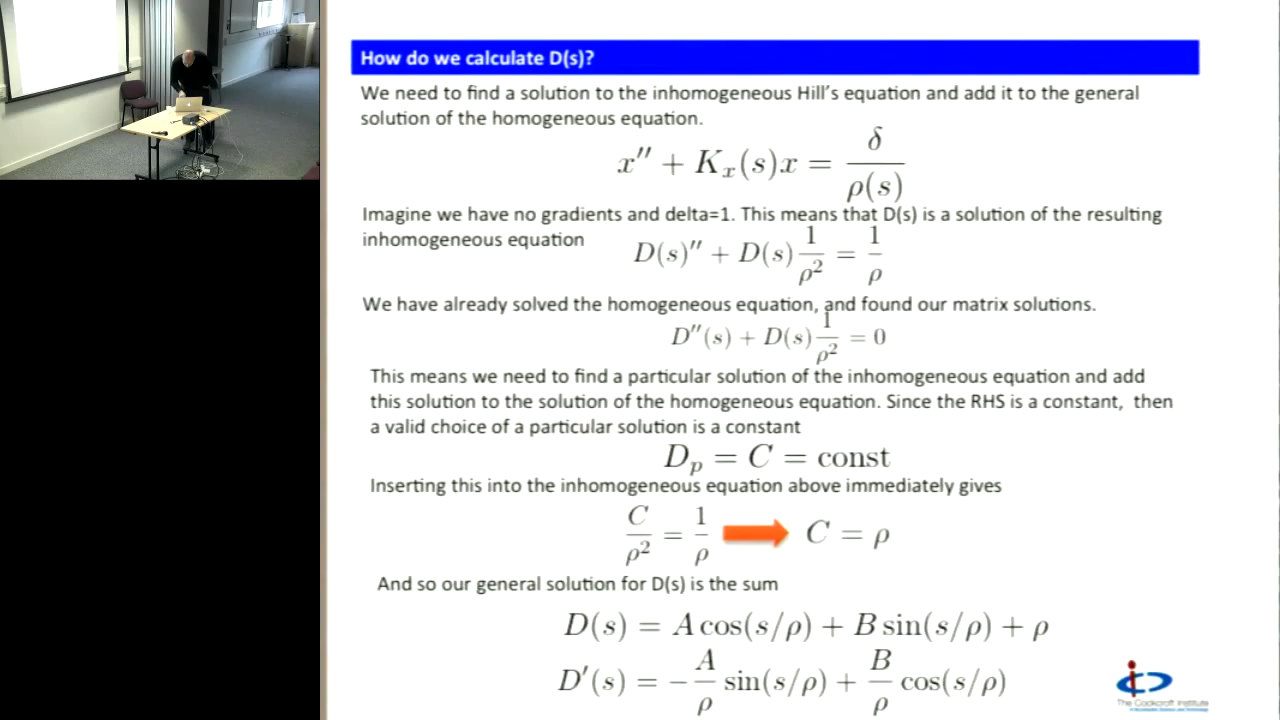 How do we calculate D(s)?
We need to find a solution to the inhomogeneous Hill's equation and add it to the general
solution of the homogeneous equation.
x″ + Kₓ(s)x = δ/ρ(s)
Imagine we have no gradients and delta=1. This means that D(s) is a solution of the resulting
inhomogeneous equation
D(s)″ + D(s) 1/ρ² = 1/ρ
We have already solved the homogeneous equation, and found our matrix solutions.
D″(s) + D(s) 1/ρ² = 0
This means we need to find a particular solution of the inhomogeneous equation and add
this solution to the solution of the homogeneous equation. Since the RHS is a constant, then
a valid choice of a particular solution is a constant
Dₚ = C = const
Inserting this into the inhomogeneous equation above immediately gives
C/ρ² = 1/ρ C = ρ
And so our general solution for D(s) is the sum
D(s) = A cos(s/ρ) + B sin(s/ρ) + ρ
D′(s) = −A/ρ sin(s/ρ) + B/ρ cos(s/ρ)
The Cockcroft Institute